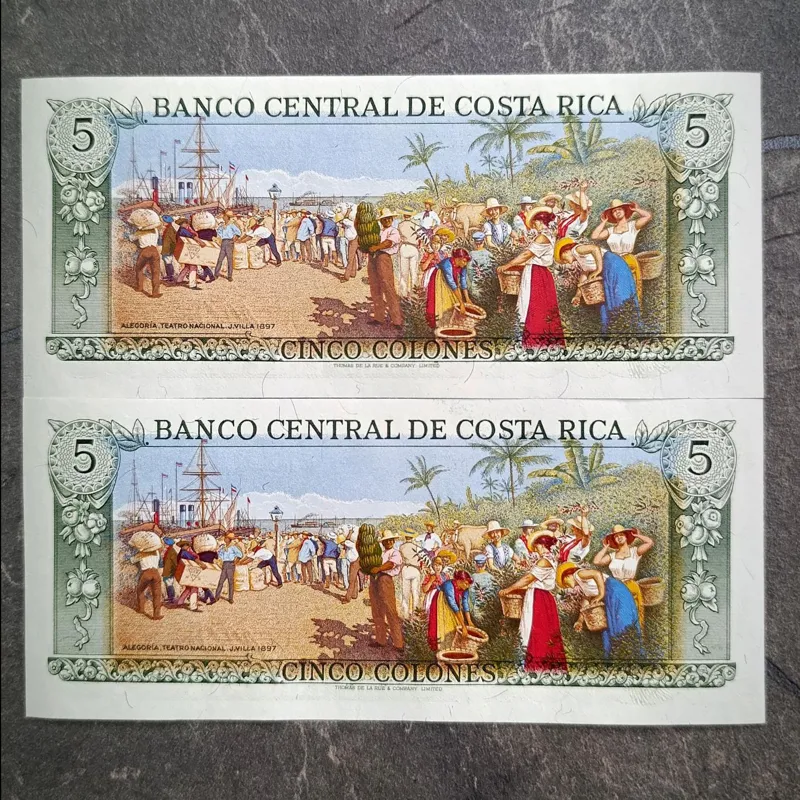 BANCO CENTRAL DE COSTA RICA
5 5
ALEGORIA, TEATRO NACIONAL. J. VILLA 1897
CINCO COLONES
THOMAS DE LA RUE & COMPANY, LIMITED
BANCO CENTRAL DE COSTA RICA
5 5
ALEGORIA, TEATRO NACIONAL. J. VILLA 1897
CINCO COLONES
THOMAS DE LA RUE & COMPANY, LIMITED